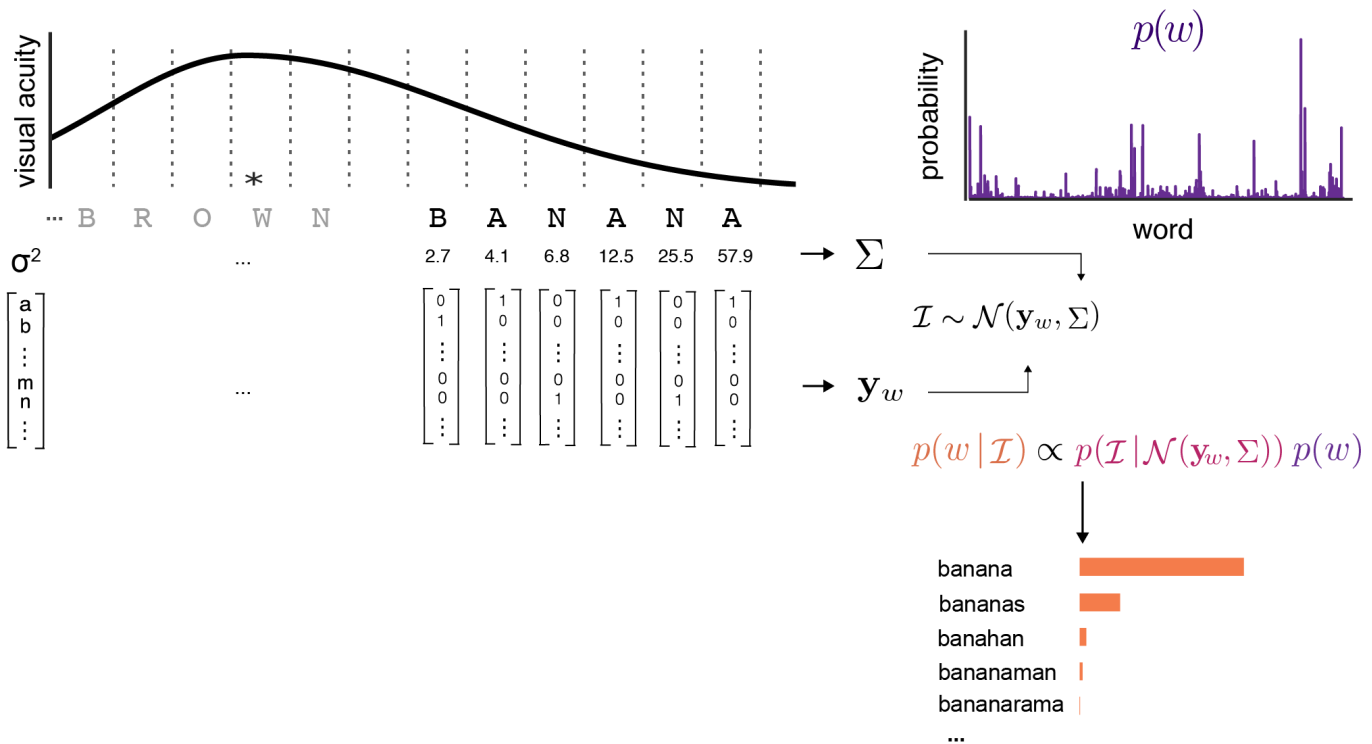 visual acuity
*
... B R O W N B A N A N A
σ² ... 2.7 4.1 6.8 12.5 25.5 57.9 → Σ
a 0 1 0 1 0 1
b 1 0 0 0 0 0
⋮ ⋮ ⋮ ⋮ ⋮ ⋮ ⋮
m ... 0 0 0 0 0 0 → y_w
n 0 0 1 0 1 0
⋮ ⋮ ⋮ ⋮ ⋮ ⋮ ⋮
p(w)
probability
word
I ~ N(y_w, Σ)
p(w | I) ∝ p(I | N(y_w, Σ)) p(w)
banana
bananas
banahan
bananaman
bananarama
...